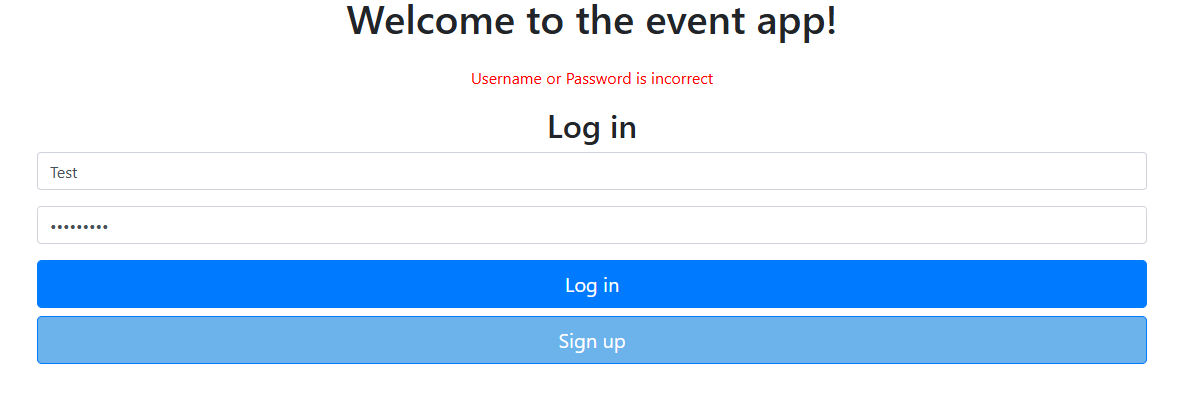 Welcome to the event app!
Username or Password is incorrect
Log in
Test
•••••••••
Log in
Sign up